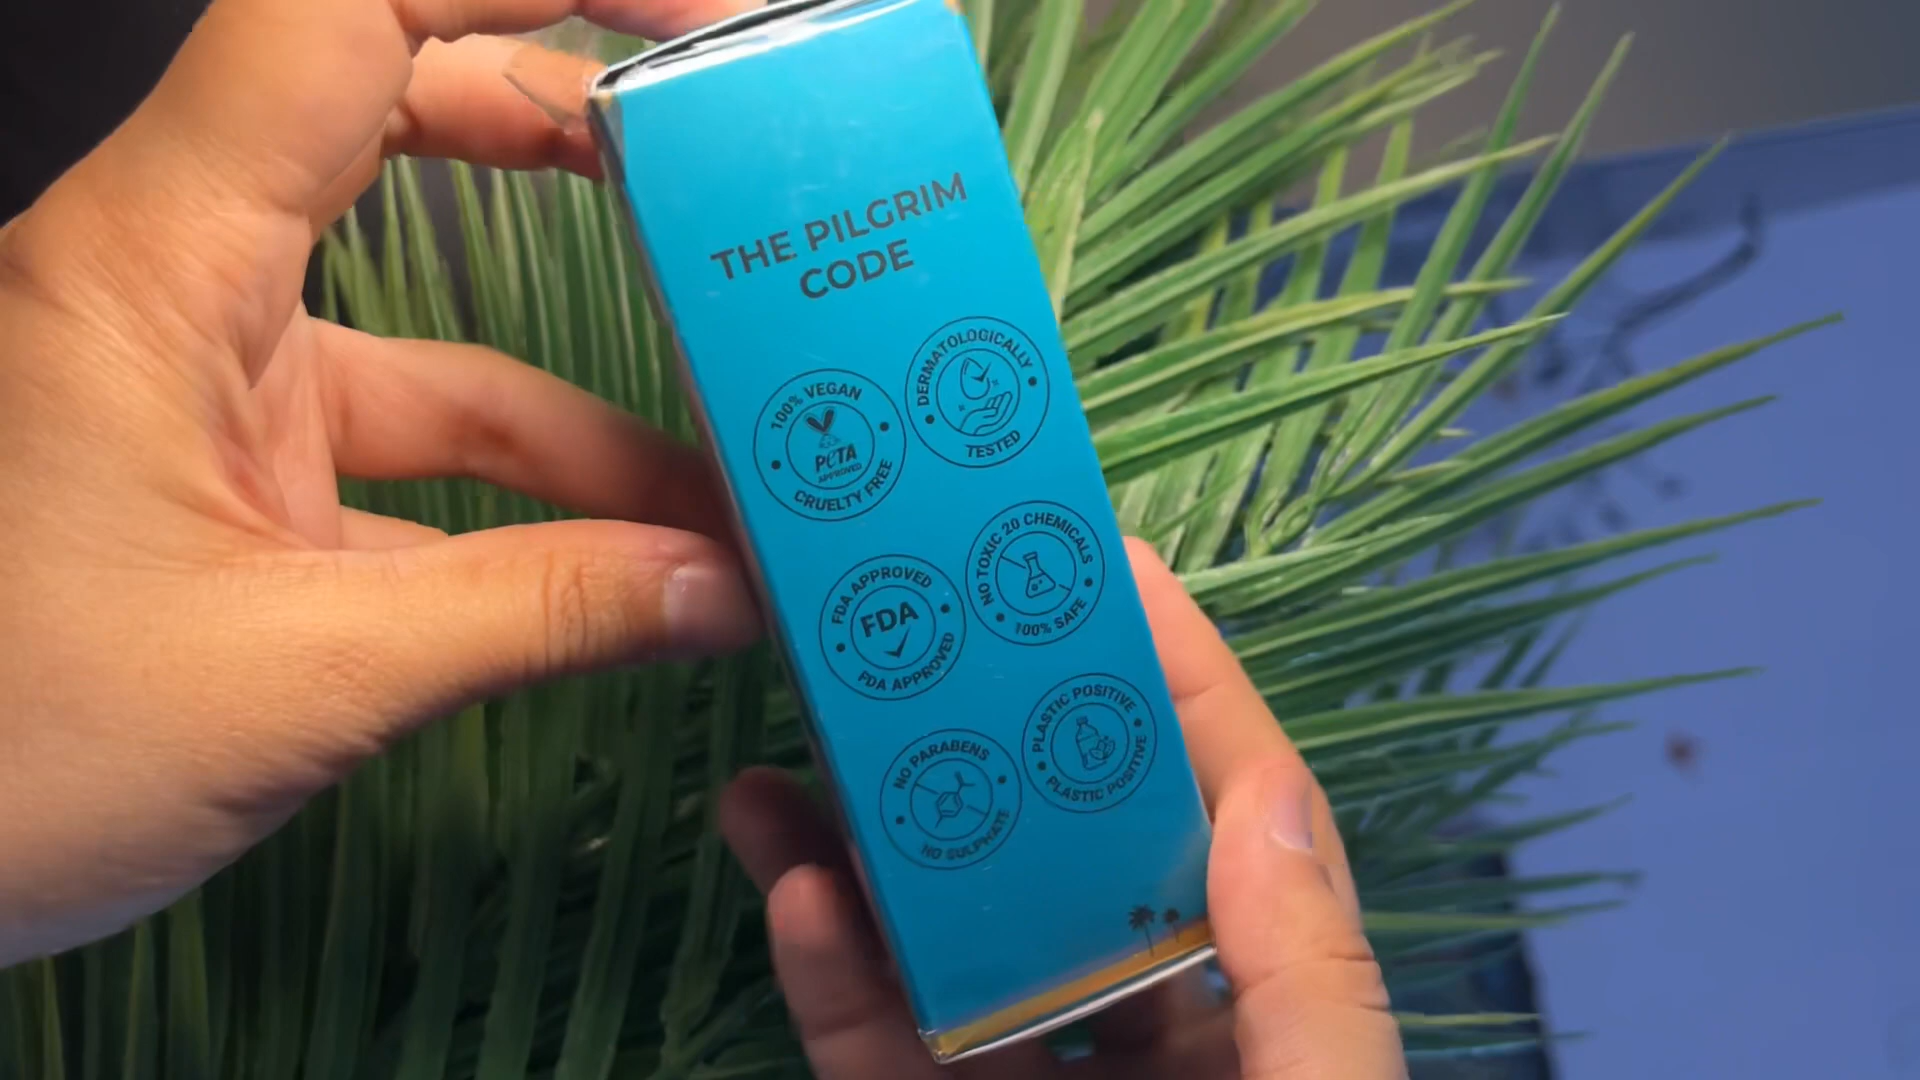 THE PILGRIM
CODE
100% VEGAN
PeTA
APPROVED
CRUELTY FREE
DERMATOLOGICALLY
TESTED
FDA APPROVED
FDA
FDA APPROVED
NO TOXIC 20 CHEMICALS
100% SAFE
NO PARABENS
NO SULPHATE
PLASTIC POSITIVE
PLASTIC POSITIVE